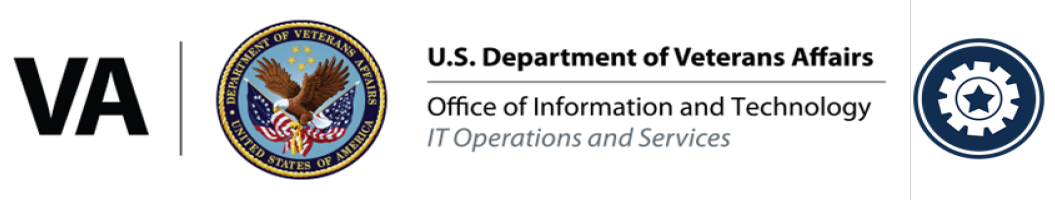 VA
DEPARTMENT OF VETERANS AFFAIRS
UNITED STATES OF AMERICA
U.S. Department of Veterans Affairs
Office of Information and Technology
IT Operations and Services